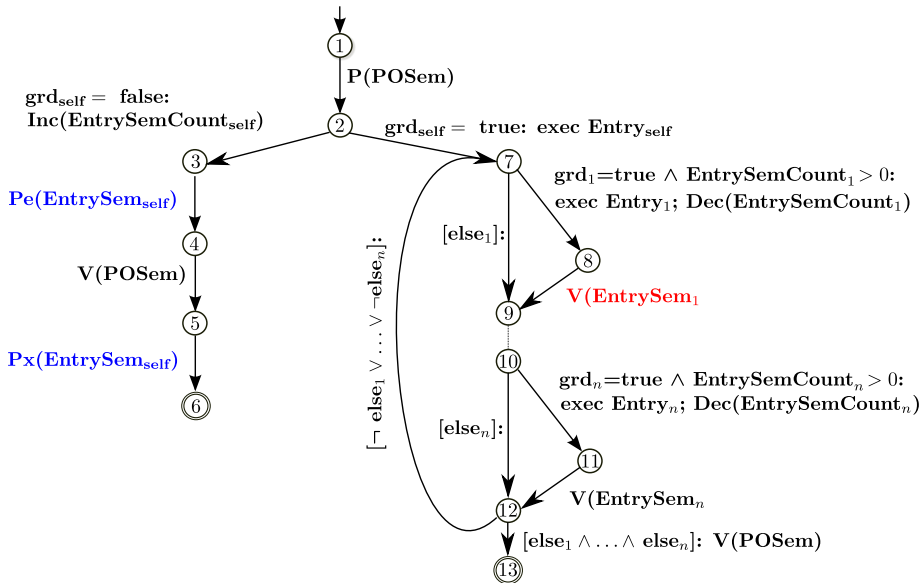 1
P(POSem)
grd_self = false:
Inc(EntrySemCount_self)
2
grd_self = true: exec Entry_self
3
7
Pe(EntrySem_self)
grd_1=true ∧ EntrySemCount_1 > 0:
exec Entry_1; Dec(EntrySemCount_1)
4
[else_1]:
8
V(POSem)
V(EntrySem_1
5
9
[¬ else_1 ∨ … ∨ ¬else_n]:
Px(EntrySem_self)
10
grd_n=true ∧ EntrySemCount_n > 0:
exec Entry_n; Dec(EntrySemCount_n)
6
[else_n]:
11
V(EntrySem_n
12
[else_1 ∧ … ∧ else_n]: V(POSem)
13